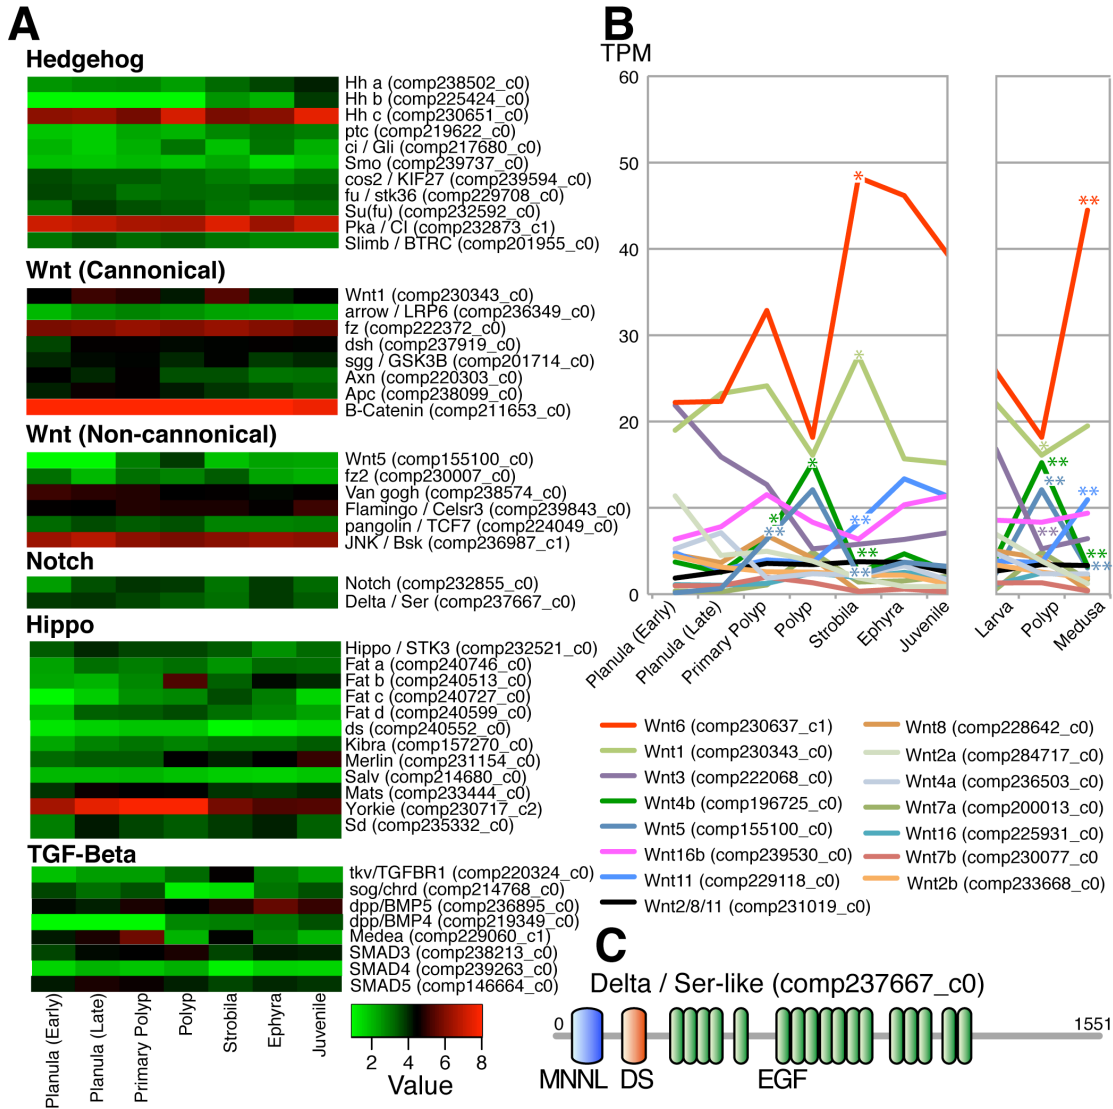 A
Hedgehog
Hh a (comp238502_c0)
Hh b (comp225424_c0)
Hh c (comp230651_c0)
ptc (comp219622_c0)
ci / Gli (comp217680_c0)
Smo (comp239737_c0)
cos2 / KIF27 (comp239594_c0)
fu / stk36 (comp229708_c0)
Su(fu) (comp232592_c0)
Pka / CI (comp232873_c1)
Slimb / BTRC (comp201955_c0)
Wnt (Cannonical)
Wnt1 (comp230343_c0)
arrow / LRP6 (comp236349_c0)
fz (comp222372_c0)
dsh (comp237919_c0)
sgg / GSK3B (comp201714_c0)
Axn (comp220303_c0)
Apc (comp238099_c0)
B-Catenin (comp211653_c0)
Wnt (Non-cannonical)
Wnt5 (comp155100_c0)
fz2 (comp230007_c0)
Van gogh (comp238574_c0)
Flamingo / Celsr3 (comp239843_c0)
pangolin / TCF7 (comp224049_c0)
JNK / Bsk (comp236987_c1)
Notch
Notch (comp232855_c0)
Delta / Ser (comp237667_c0)
Hippo
Hippo / STK3 (comp232521_c0)
Fat a (comp240746_c0)
Fat b (comp240513_c0)
Fat c (comp240727_c0)
Fat d (comp240599_c0)
ds (comp240552_c0)
Kibra (comp157270_c0)
Merlin (comp231154_c0)
Salv (comp214680_c0)
Mats (comp233444_c0)
Yorkie (comp230717_c2)
Sd (comp235332_c0)
TGF-Beta
tkv/TGFBR1 (comp220324_c0)
sog/chrd (comp214768_c0)
dpp/BMP5 (comp236895_c0)
dpp/BMP4 (comp219349_c0)
Medea (comp229060_c1)
SMAD3 (comp238213_c0)
SMAD4 (comp239263_c0)
SMAD5 (comp146664_c0)
Planula (Early)
Planula (Late)
Primary Polyp
Polyp
Strobila
Ephyra
Juvenile
2 4 6 8
Value
B
TPM
60
50
40
30
20
10
0
*
*
*
*
**
**
**
**
**
*
**
**
**
**
**
**
Planula (Early)
Planula (Late)
Primary Polyp
Polyp
Strobila
Ephyra
Juvenile
Larva
Polyp
Medusa
Wnt6 (comp230637_c1)
Wnt1 (comp230343_c0)
Wnt3 (comp222068_c0)
Wnt4b (comp196725_c0)
Wnt5 (comp155100_c0)
Wnt16b (comp239530_c0)
Wnt11 (comp229118_c0)
Wnt2/8/11 (comp231019_c0)
Wnt8 (comp228642_c0)
Wnt2a (comp284717_c0)
Wnt4a (comp236503_c0)
Wnt7a (comp200013_c0)
Wnt16 (comp225931_c0)
Wnt7b (comp230077_c0
Wnt2b (comp233668_c0)
C
Delta / Ser-like (comp237667_c0)
0 1551
MNNL DS EGF